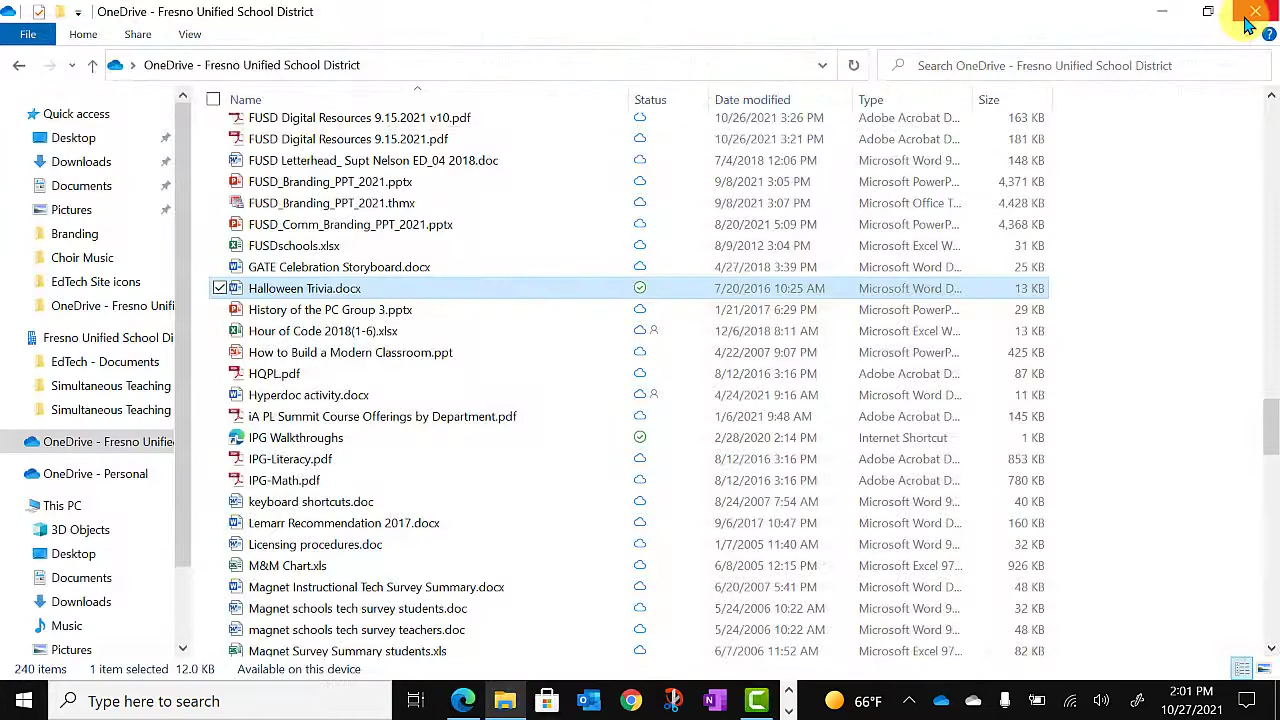 OneDrive - Fresno Unified School District
File Home Share View
OneDrive - Fresno Unified School District
Search OneDrive - Fresno Unified School District
Name Status Date modified Type Size
Quick access
Desktop
Downloads
Documents
Pictures
Branding
Choir Music
EdTech Site icons
OneDrive - Fresno Unifi
Fresno Unified School Di
EdTech - Documents
Simultaneous Teaching
Simultaneous Teaching
OneDrive - Fresno Unifie
OneDrive - Personal
This PC
3D Objects
Desktop
Documents
Downloads
Music
Pictures
FUSD Digital Resources 9.15.2021 v10.pdf 10/26/2021 3:26 PM Adobe Acrobat D... 163 KB
FUSD Digital Resources 9.15.2021.pdf 10/26/2021 3:21 PM Adobe Acrobat D... 181 KB
FUSD Letterhead_ Supt Nelson ED_04 2018.doc 7/4/2018 12:06 PM Microsoft Word 9... 148 KB
FUSD_Branding_PPT_2021.pptx 9/8/2021 3:05 PM Microsoft PowerP... 4,371 KB
FUSD_Branding_PPT_2021.thmx 9/8/2021 3:07 PM Microsoft Office T... 4,428 KB
FUSD_Comm_Branding_PPT_2021.pptx 8/20/2021 5:09 PM Microsoft PowerP... 4,368 KB
FUSDschools.xlsx 8/9/2012 3:04 PM Microsoft Excel W... 31 KB
GATE Celebration Storyboard.docx 4/27/2018 3:39 PM Microsoft Word D... 25 KB
Halloween Trivia.docx 7/20/2016 10:25 AM Microsoft Word D... 13 KB
History of the PC Group 3.pptx 1/21/2017 6:29 PM Microsoft PowerP... 29 KB
Hour of Code 2018(1-6).xlsx 12/6/2018 8:11 AM Microsoft Excel W... 13 KB
How to Build a Modern Classroom.ppt 4/22/2007 9:07 PM Microsoft PowerP... 425 KB
HQPL.pdf 8/12/2016 3:16 PM Adobe Acrobat D... 87 KB
Hyperdoc activity.docx 4/24/2021 9:16 AM Microsoft Word D... 11 KB
iA PL Summit Course Offerings by Department.pdf 1/6/2021 9:48 AM Adobe Acrobat D... 145 KB
IPG Walkthroughs 2/28/2020 2:14 PM Internet Shortcut 1 KB
IPG-Literacy.pdf 8/12/2016 3:16 PM Adobe Acrobat D... 853 KB
IPG-Math.pdf 8/12/2016 3:16 PM Adobe Acrobat D... 780 KB
keyboard shortcuts.doc 8/24/2007 7:54 AM Microsoft Word 9... 40 KB
Lemarr Recommendation 2017.docx 9/6/2017 10:47 PM Microsoft Word D... 160 KB
Licensing procedures.doc 1/7/2005 11:40 AM Microsoft Word 9... 32 KB
M&M Chart.xls 6/8/2005 12:15 PM Microsoft Excel 97... 926 KB
Magnet Instructional Tech Survey Summary.docx 6/20/2007 5:41 PM Microsoft Word D... 48 KB
Magnet schools tech survey students.doc 5/24/2006 10:22 AM Microsoft Word 9... 32 KB
magnet schools tech survey teachers.doc 5/24/2006 10:22 AM Microsoft Word 9... 48 KB
Magnet Survey Summary students.xls 6/7/2006 11:52 AM Microsoft Excel 97... 82 KB
240 items 1 item selected 12.0 KB Available on this device
Type here to search
66°F
2:01 PM
10/27/2021